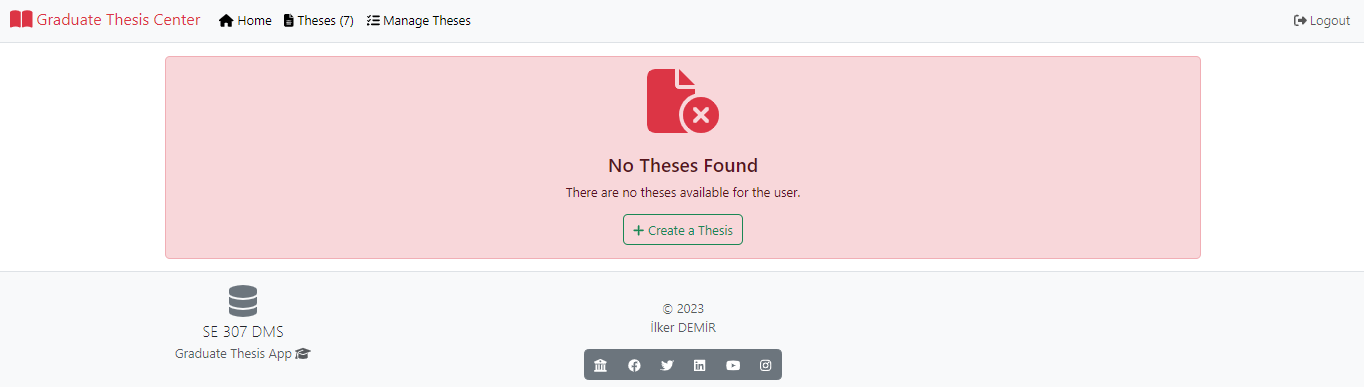 Graduate Thesis Center Home Theses (7) Manage Theses Logout
No Theses Found
There are no theses available for the user.
+ Create a Thesis
SE 307 DMS
Graduate Thesis App
© 2023
İlker DEMİR